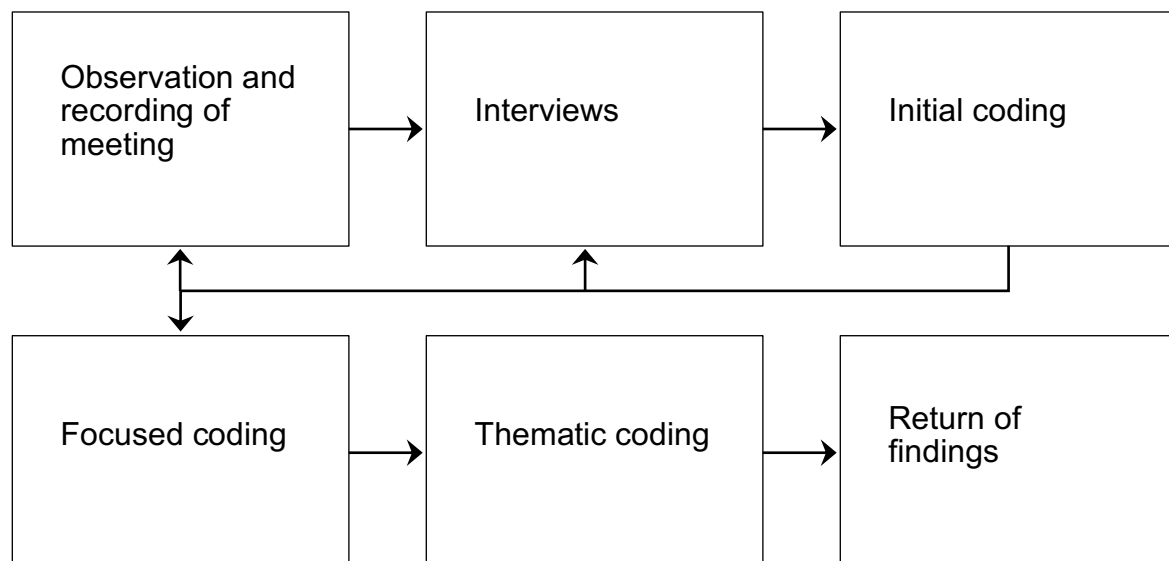 Observation and
recording of
meeting
Interviews
Initial coding
Focused coding
Thematic coding
Return of
findings